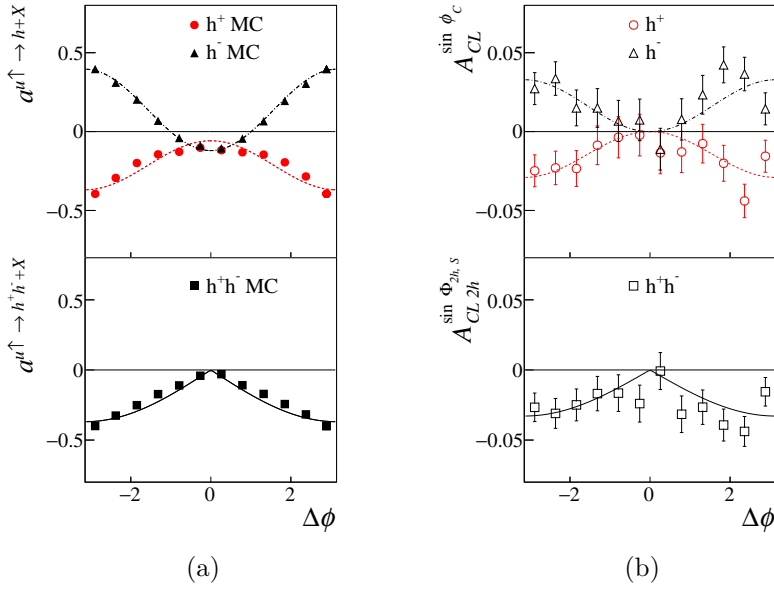 a^{u↑ → h+X}
h⁺ MC
h⁻ MC
0.5
0
−0.5
a^{u↑ → h⁺h⁻+X}
h⁺h⁻ MC
0.5
0
−0.5
−2 0 2
Δϕ
(a)
A_{CL}^{sin ϕ_C}
h⁺
h⁻
0.05
0
−0.05
A_{CL 2h}^{sin Φ_{2h, S}}
h⁺h⁻
0.05
0
−0.05
−2 0 2
Δϕ
(b)